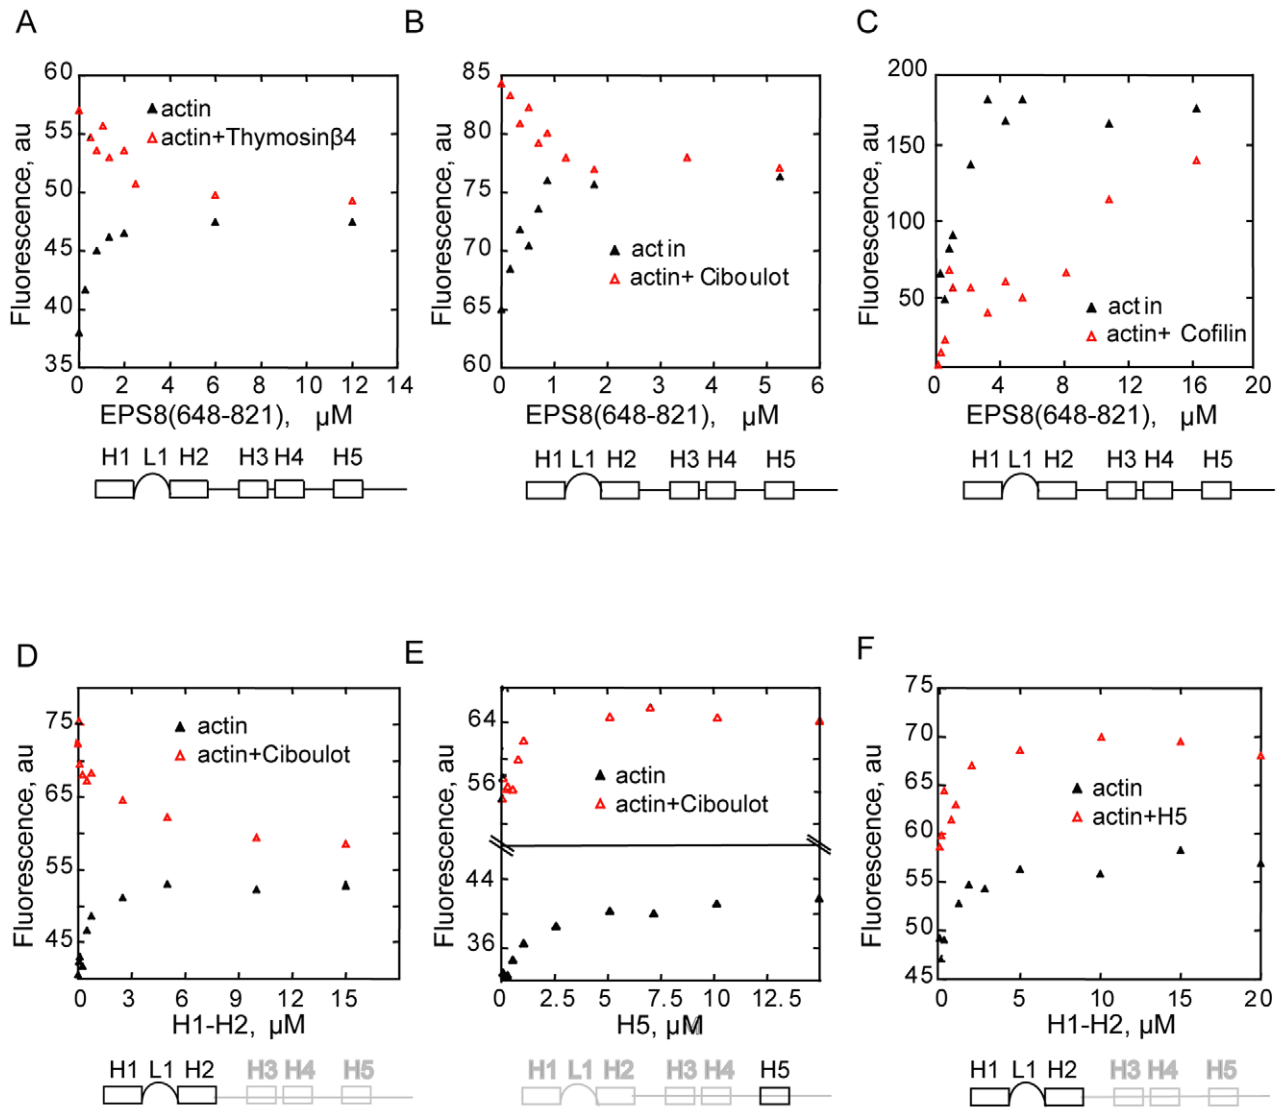 A
60
55
50
45
40
35
Fluorescence, au
actin
actin+Thymosinβ4
0 2 4 6 8 10 12 14
EPS8(648-821), μM
H1 L1 H2 H3 H4 H5
B
85
80
75
70
65
60
Fluorescence, au
actin
actin+ Ciboulot
0 1 2 3 4 5 6
EPS8(648-821), μM
H1 L1 H2 H3 H4 H5
C
200
150
100
50
Fluorescence, au
actin
actin+ Cofilin
0 4 8 12 16 20
EPS8(648-821), μM
H1 L1 H2 H3 H4 H5
D
75
65
55
45
Fluorescence, au
actin
actin+Ciboulot
0 3 6 9 12 15
H1-H2, μM
H1 L1 H2 H3 H4 H5
E
64
56
44
36
Fluorescence, au
actin
actin+Ciboulot
0 2.5 5 7.5 10 12.5
H5, μM
H1 L1 H2 H3 H4 H5
F
75
70
65
60
55
50
45
Fluorescence, au
actin
actin+H5
0 5 10 15 20
H1-H2, μM
H1 L1 H2 H3 H4 H5